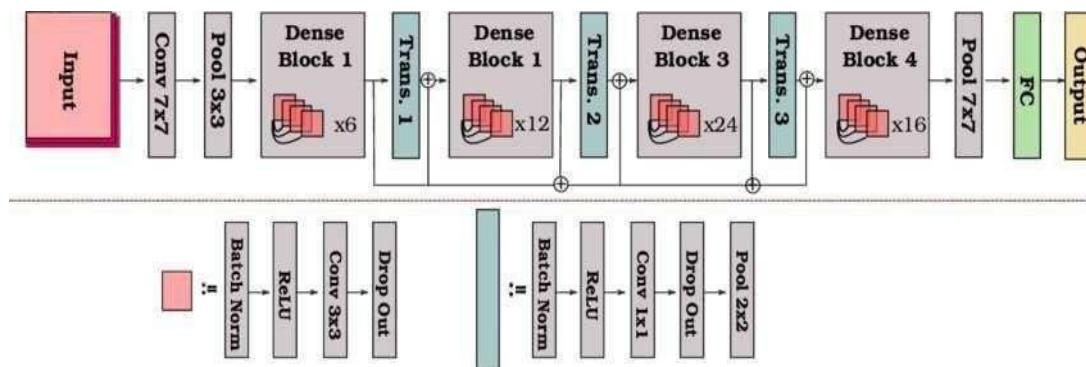 Input
Conv 7x7
Pool 3x3
Dense
Block 1
x6
Trans. 1
Dense
Block 1
x12
Trans. 2
Dense
Block 3
x24
Trans. 3
Dense
Block 4
x16
Pool 7x7
FC
Output
::=
Batch Norm
ReLU
Conv 3x3
Drop Out
::=
Batch Norm
ReLU
Conv 1x1
Drop Out
Pool 2x2